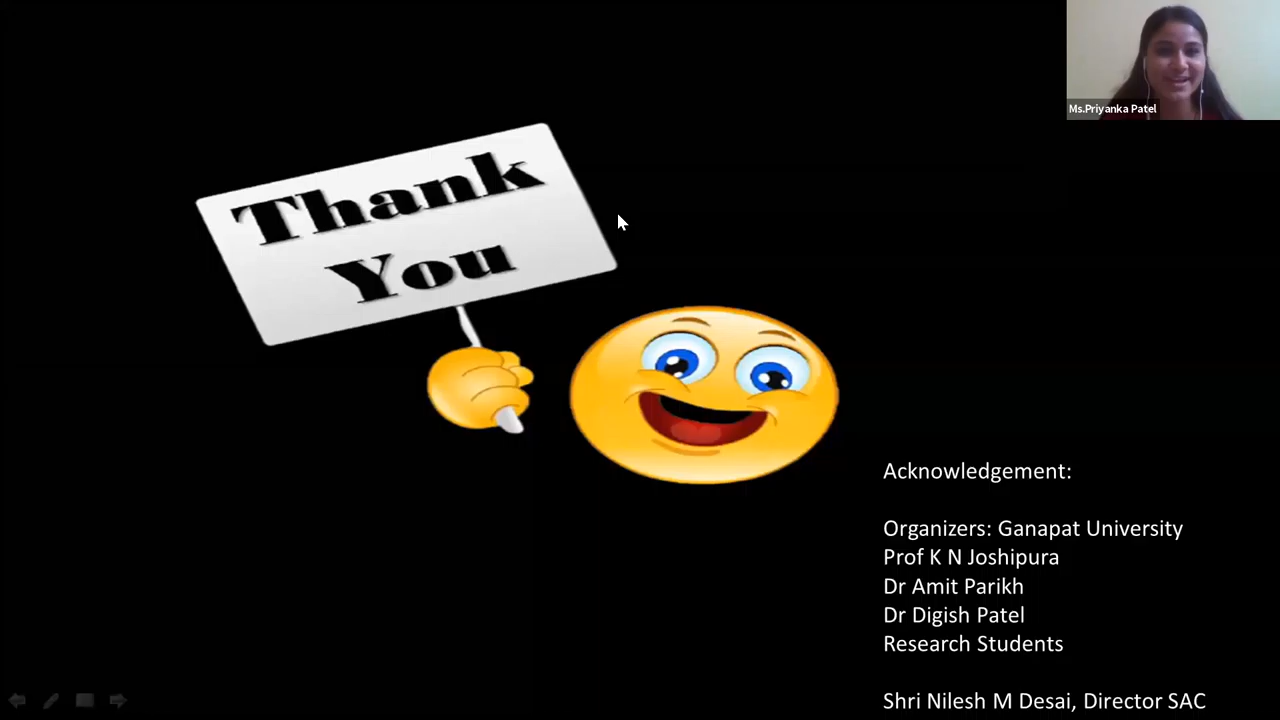 Ms.Priyanka Patel
Thank
You
Acknowledgement:
Organizers: Ganapat University
Prof K N Joshipura
Dr Amit Parikh
Dr Digish Patel
Research Students
Shri Nilesh M Desai, Director SAC